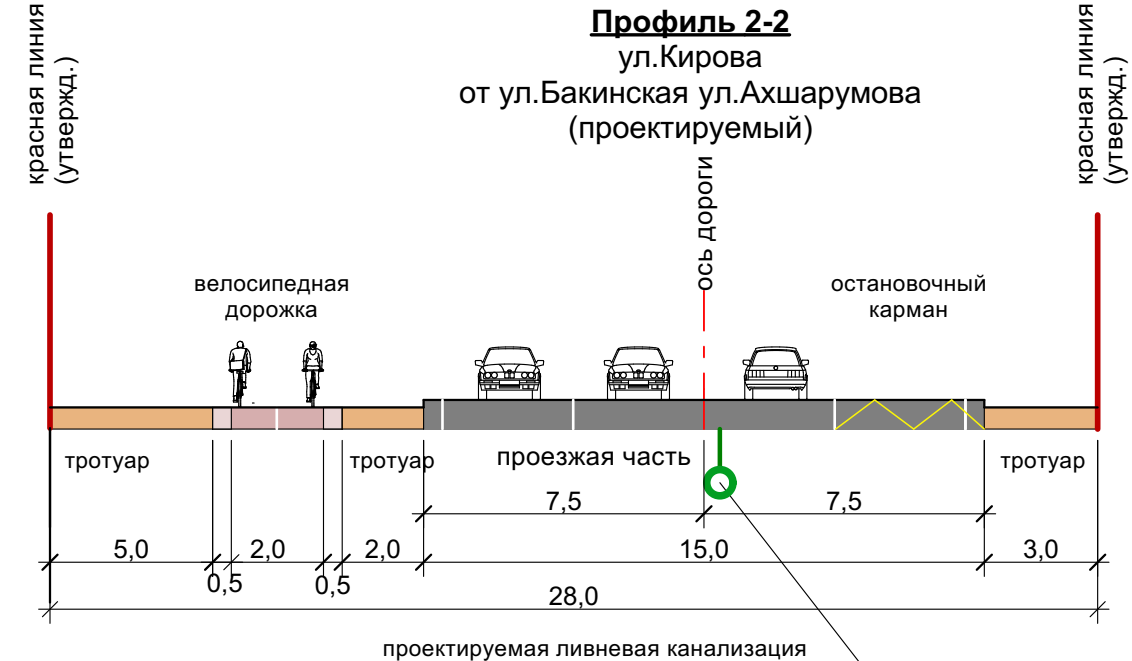 Профиль 2-2
ул.Кирова
от ул.Бакинская ул.Ахшарумова
(проектируемый)
красная линия
(утвержд.)
красная линия
(утвержд.)
ось дороги
велосипедная
дорожка
остановочный
карман
тротуар
тротуар
проезжая часть
тротуар
7,5
7,5
5,0
2,0
2,0
15,0
3,0
0,5
0,5
28,0
проектируемая ливневая канализация